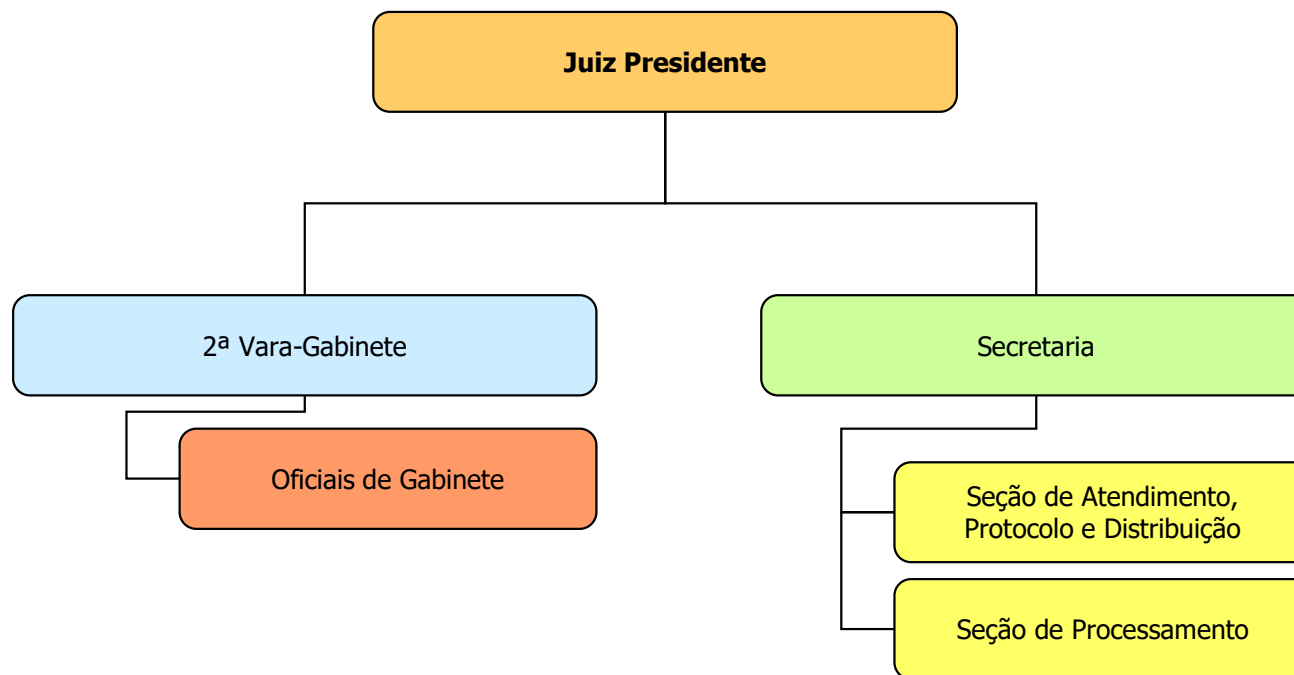 Juiz Presidente
2ª Vara-Gabinete
Secretaria
Oficiais de Gabinete
Seção de Atendimento,
Protocolo e Distribuição
Seção de Processamento